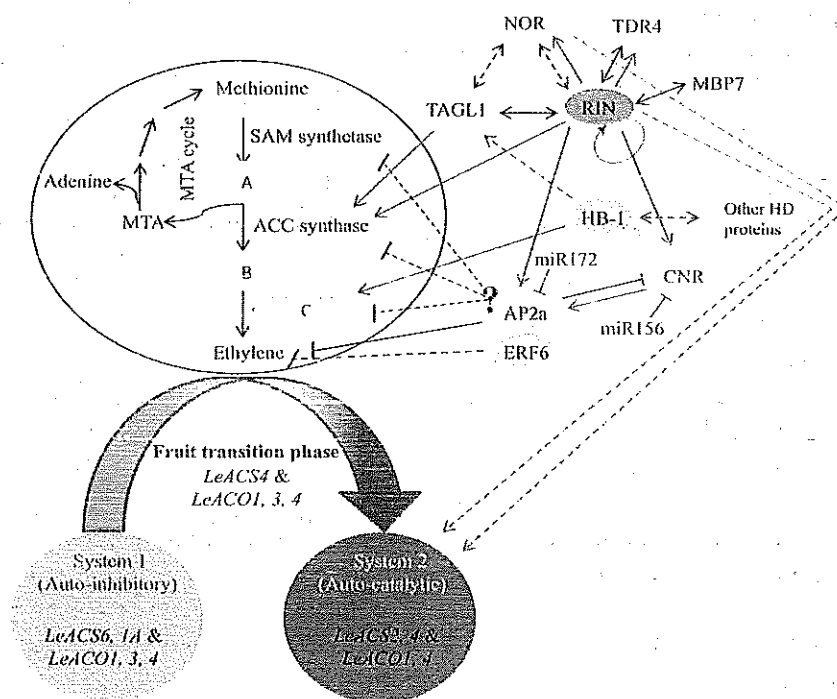 NOR
TDR4
MBP7
Methionine
TAGL1
RIN
SAM synthetase
MTA cycle
Adenine
A
MTA
ACC synthase
HB-1
Other HD
proteins
miR172
B
C
CNR
AP2a
miR156
Ethylene
ERF6
Fruit transition phase
LeACS4 &
LeACO1, 3, 4
System 1
(Auto-inhibitory)
LeACS6, 1A &
LeACO1, 3, 4
System 2
(Auto-catalytic)
LeACS2, 4 &
LeACO1, 4